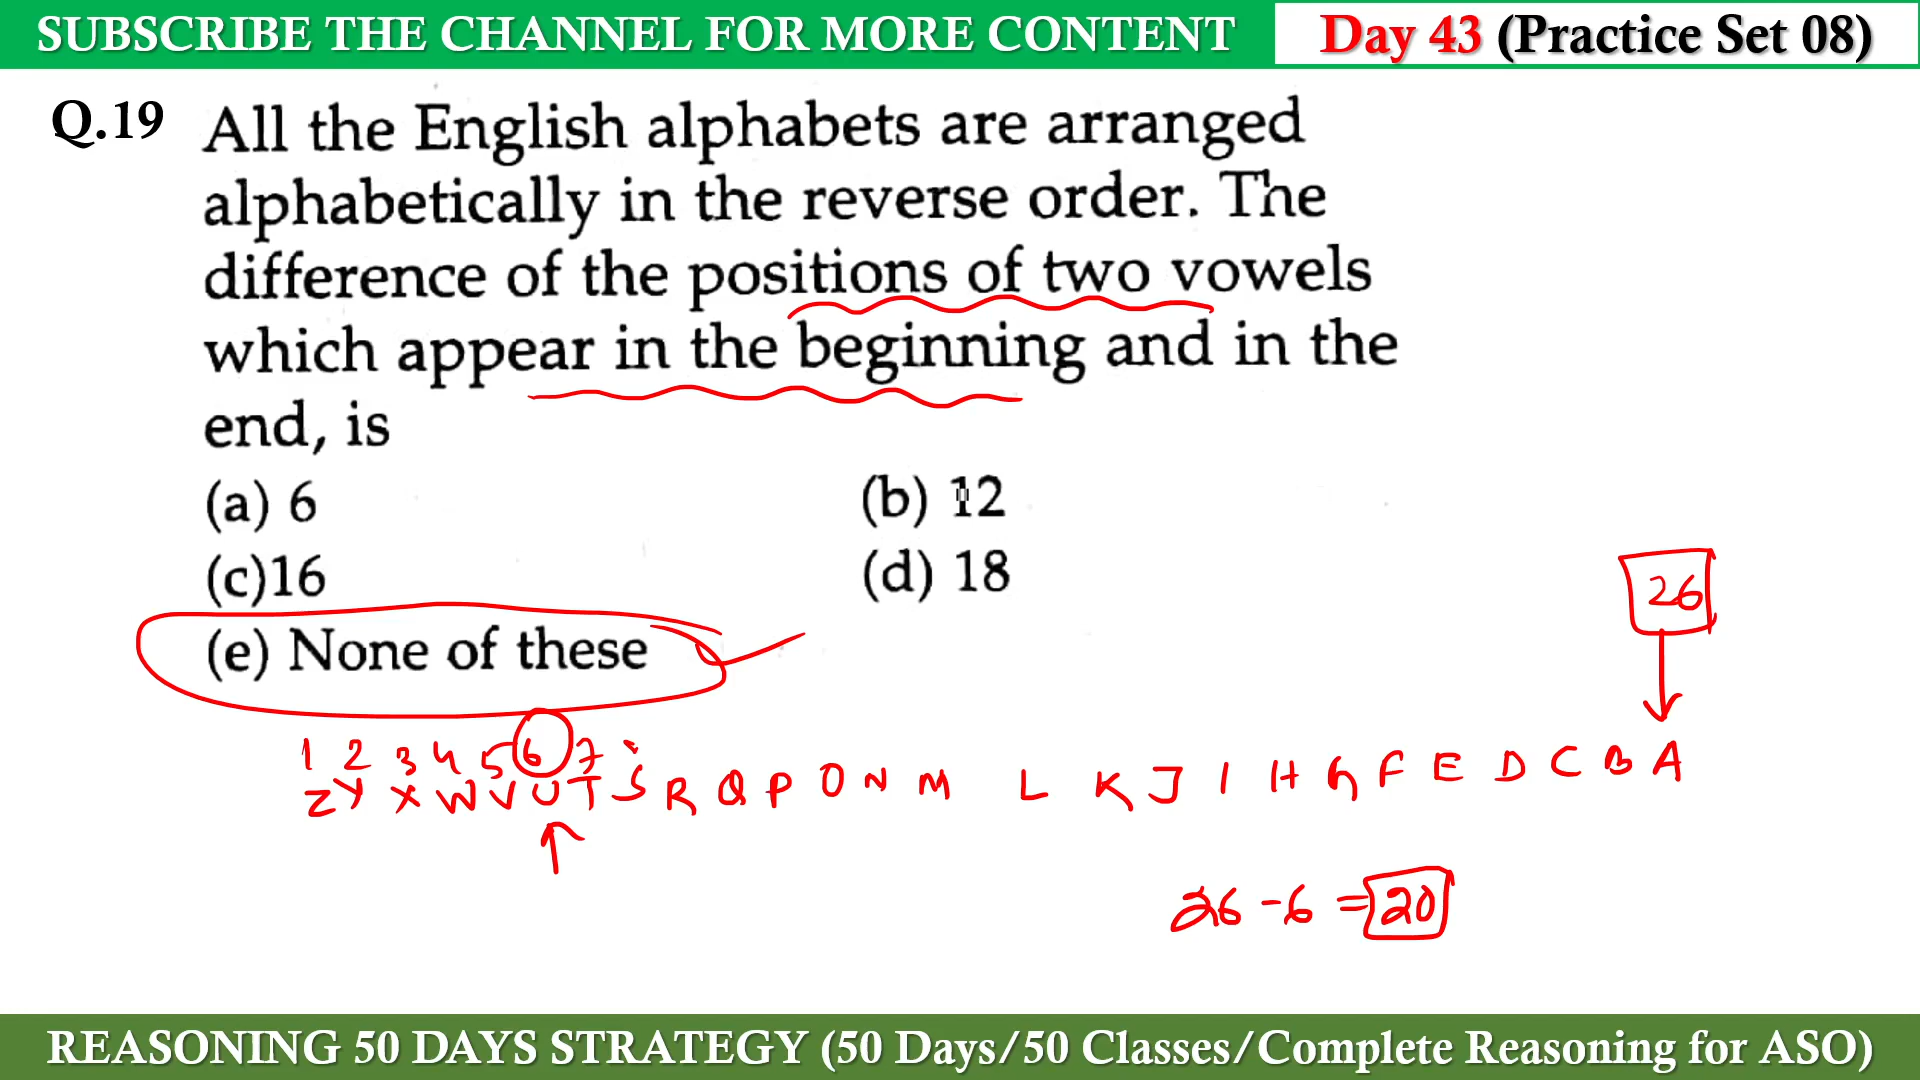 SUBSCRIBE THE CHANNEL FOR MORE CONTENT
Day 43 (Practice Set 08)
Q.19 All the English alphabets are arranged
alphabetically in the reverse order. The
difference of the positions of two vowels
which appear in the beginning and in the
end, is
(a) 6 (b) 12
(c)16 (d) 18
26
(e) None of these
1 2 3 4 5 6 7
Z Y X W V U T S R Q P O N M L K J I H G F E D C B A
26 - 6 = 20
REASONING 50 DAYS STRATEGY (50 Days/50 Classes/Complete Reasoning for ASO)